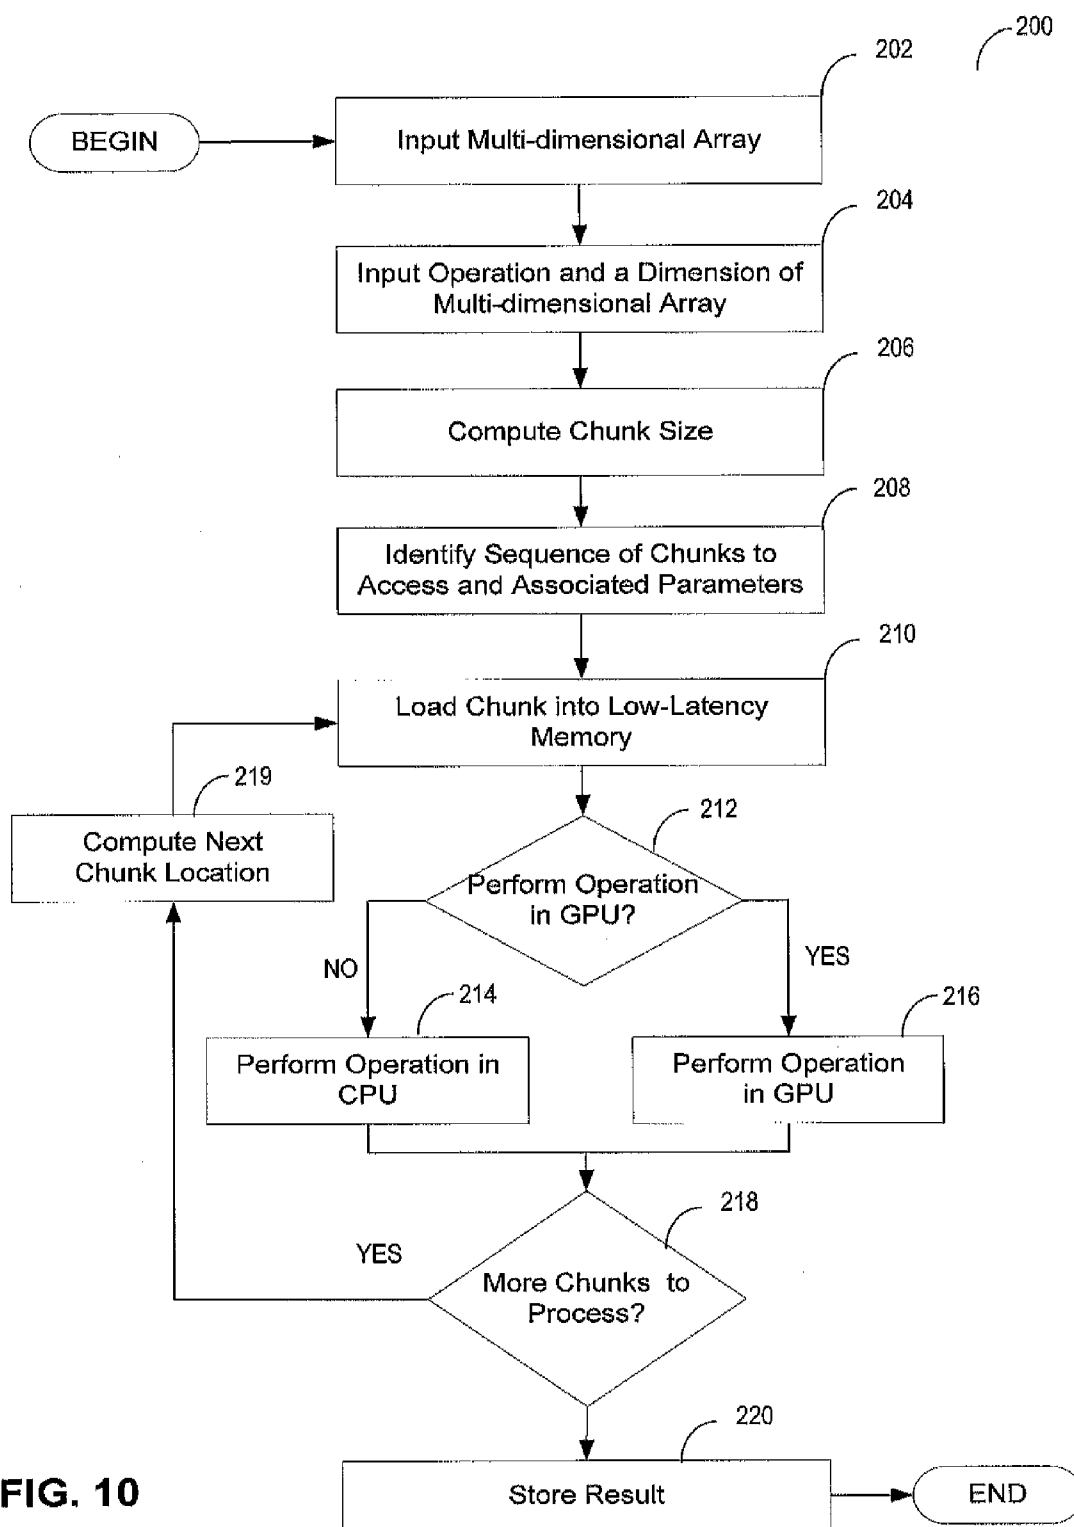 200
202
BEGIN
Input Multi-dimensional Array
204
Input Operation and a Dimension of
Multi-dimensional Array
206
Compute Chunk Size
208
Identify Sequence of Chunks to
Access and Associated Parameters
210
Load Chunk into Low-Latency
Memory
219
Compute Next
Chunk Location
212
Perform Operation
in GPU?
NO
YES
214
Perform Operation in
CPU
216
Perform Operation
in GPU
218
YES
More Chunks to
Process?
220
Store Result
END
FIG. 10